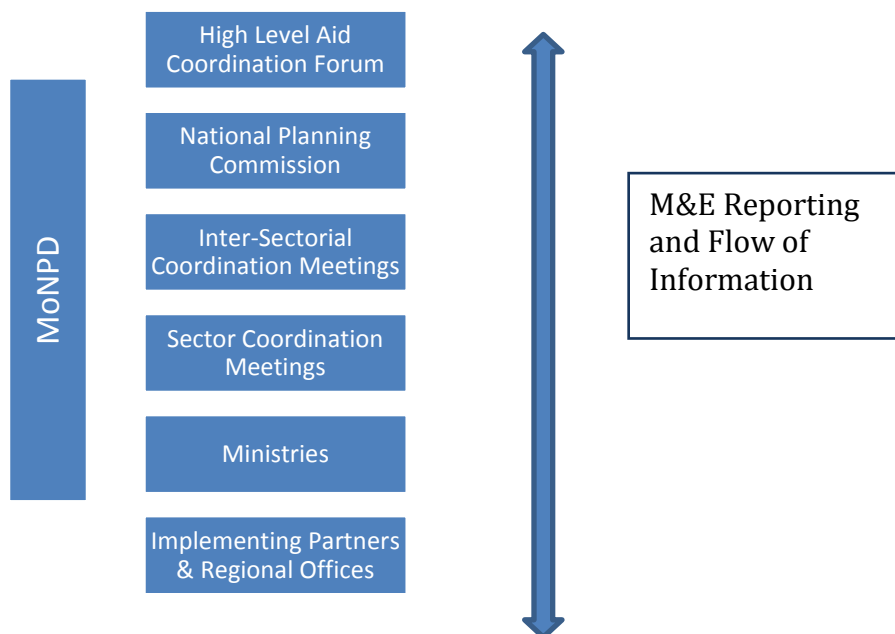 High Level Aid
Coordination Forum
MoNPD
National Planning
Commission
Inter-Sectorial
Coordination Meetings
Sector Coordination
Meetings
Ministries
Implementing Partners
& Regional Offices
M&E Reporting
and Flow of
Information